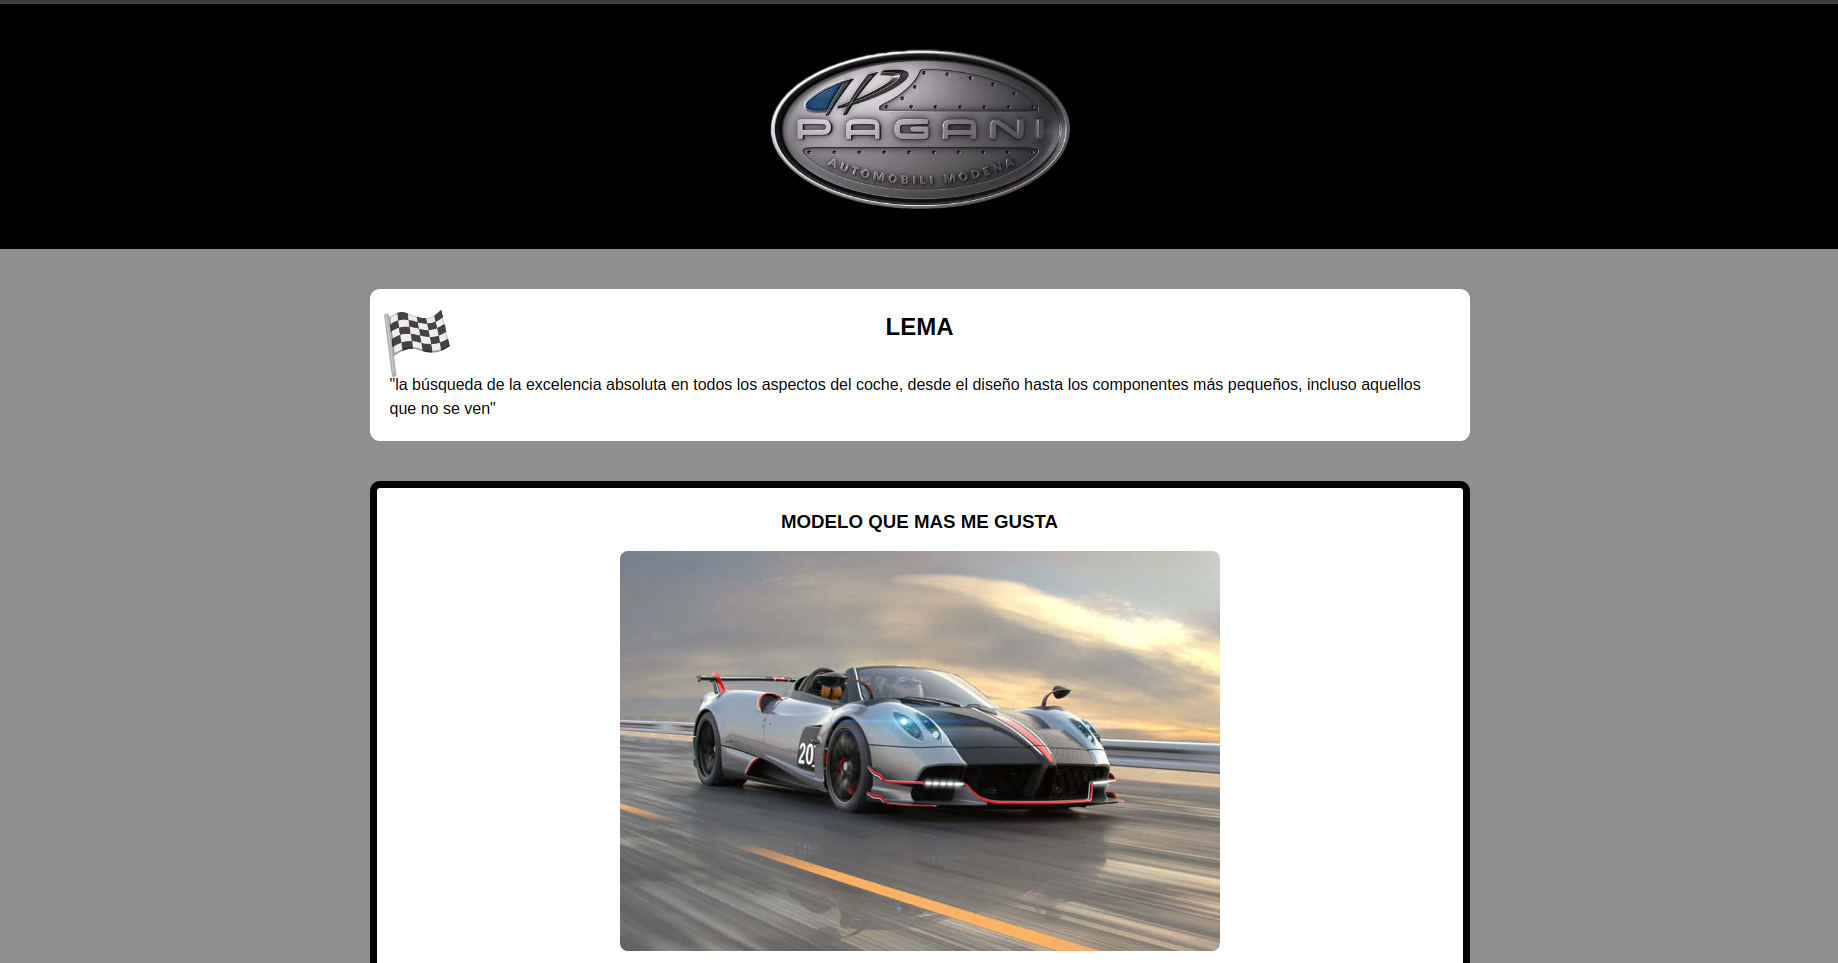 PAGANI
AUTOMOBILI MODENA
LEMA
"la búsqueda de la excelencia absoluta en todos los aspectos del coche, desde el diseño hasta los componentes más pequeños, incluso aquellos
que no se ven"
MODELO QUE MAS ME GUSTA
20